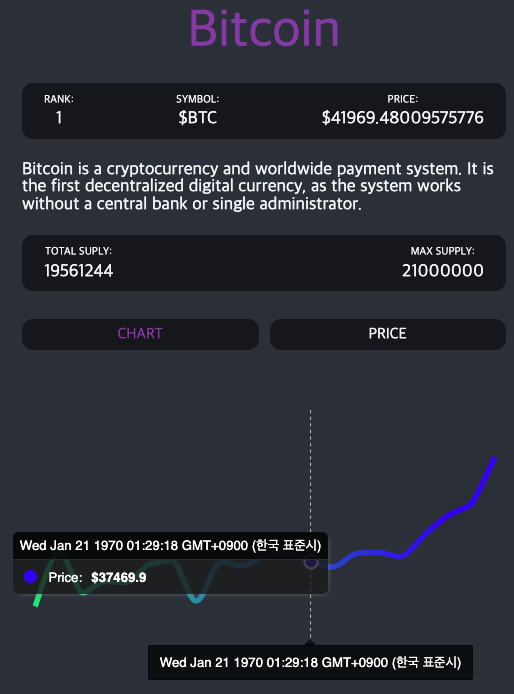 Bitcoin
RANK: SYMBOL: PRICE:
1 $BTC $41969.48009575776
Bitcoin is a cryptocurrency and worldwide payment system. It is
the first decentralized digital currency, as the system works
without a central bank or single administrator.
TOTAL SUPLY: MAX SUPPLY:
19561244 21000000
CHART PRICE
Wed Jan 21 1970 01:29:18 GMT+0900 (한국 표준시)
Price: $37469.9
Wed Jan 21 1970 01:29:18 GMT+0900 (한국 표준시)